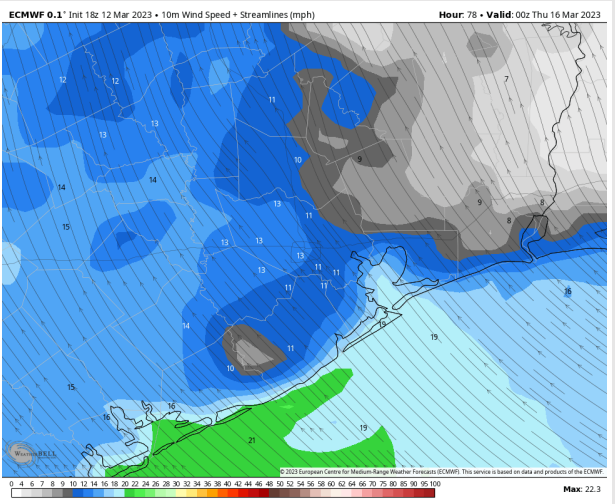 ECMWF 0.1° Init 18z 12 Mar 2023 • 10m Wind Speed + Streamlines (mph)
Hour: 78 • Valid: 00z Thu 16 Mar 2023
12 12 11 7
13 13
10 9
14 14
13 9 8
15 11 8
13 13 13
13 11 11
11 11 16
14 19 19
11
10
15
16 16
21 19
WEATHERBELL
© 2023 European Centre for Medium-Range Weather Forecasts (ECMWF). This service is based on data and products of the ECMWF.
0 4 6 7 8 9 10 12 14 16 18 20 22 24 26 28 30 32 34 36 38 40 42 44 46 48 50 52 54 56 58 60 62 64 66 68 70 75 80 85 90 95 100
Max: 22.3